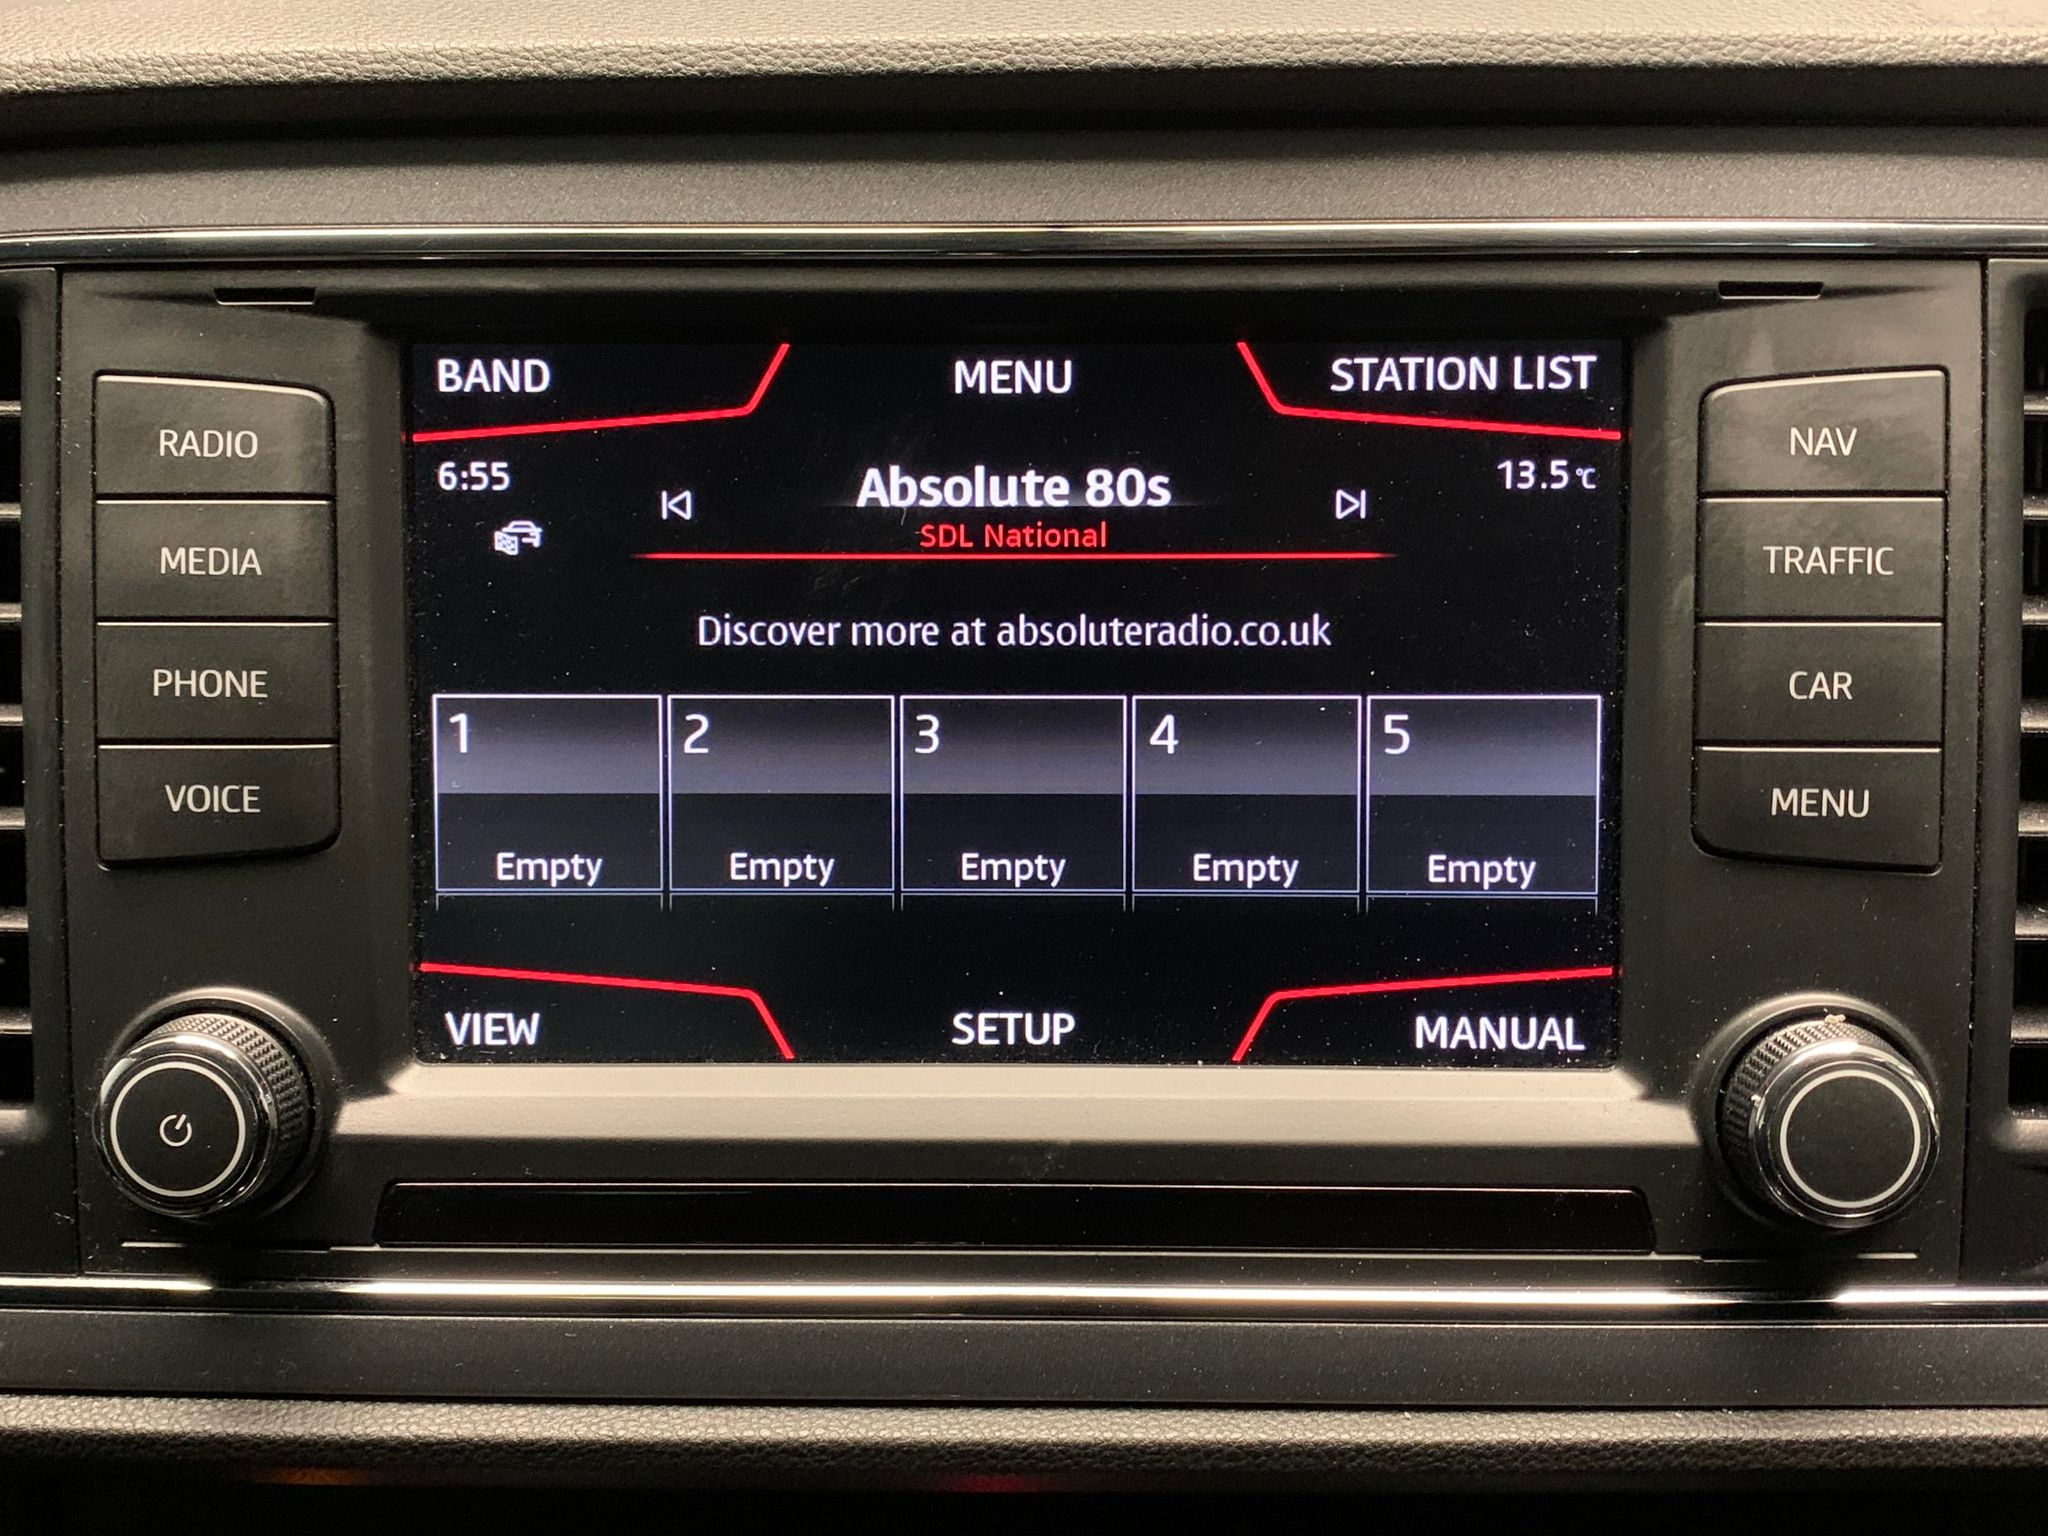 BAND MENU STATION LIST
RADIO
NAV
6:55 Absolute 80s 13.5°C
SDL National
MEDIA
TRAFFIC
Discover more at absoluteradio.co.uk
PHONE
CAR
1 2 3 4 5
VOICE
MENU
Empty Empty Empty Empty Empty
VIEW SETUP MANUAL